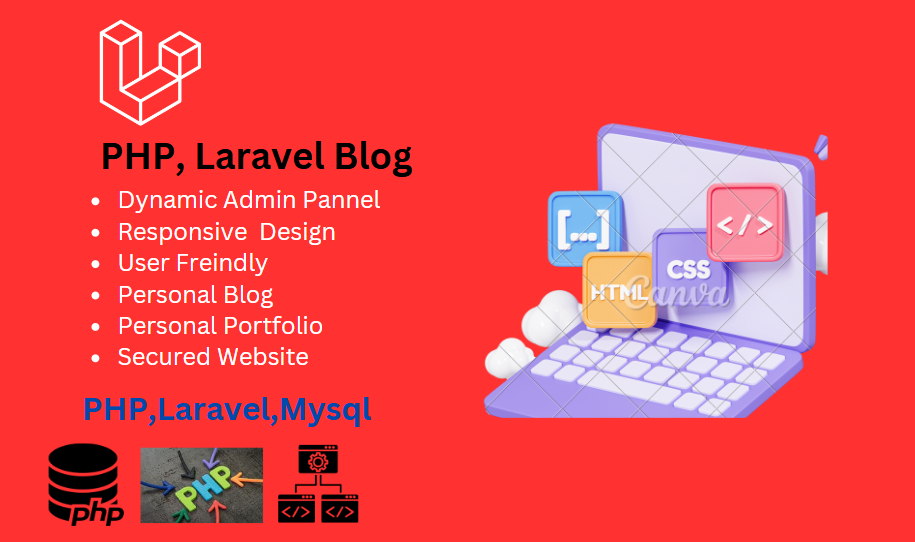 PHP, Laravel Blog
Dynamic Admin Pannel
Responsive Design
User Freindly
Personal Blog
Personal Portfolio
Secured Website
PHP,Laravel,Mysql
php
PHP
</>
</>
[...]
</>
CSS
HTML
Canva